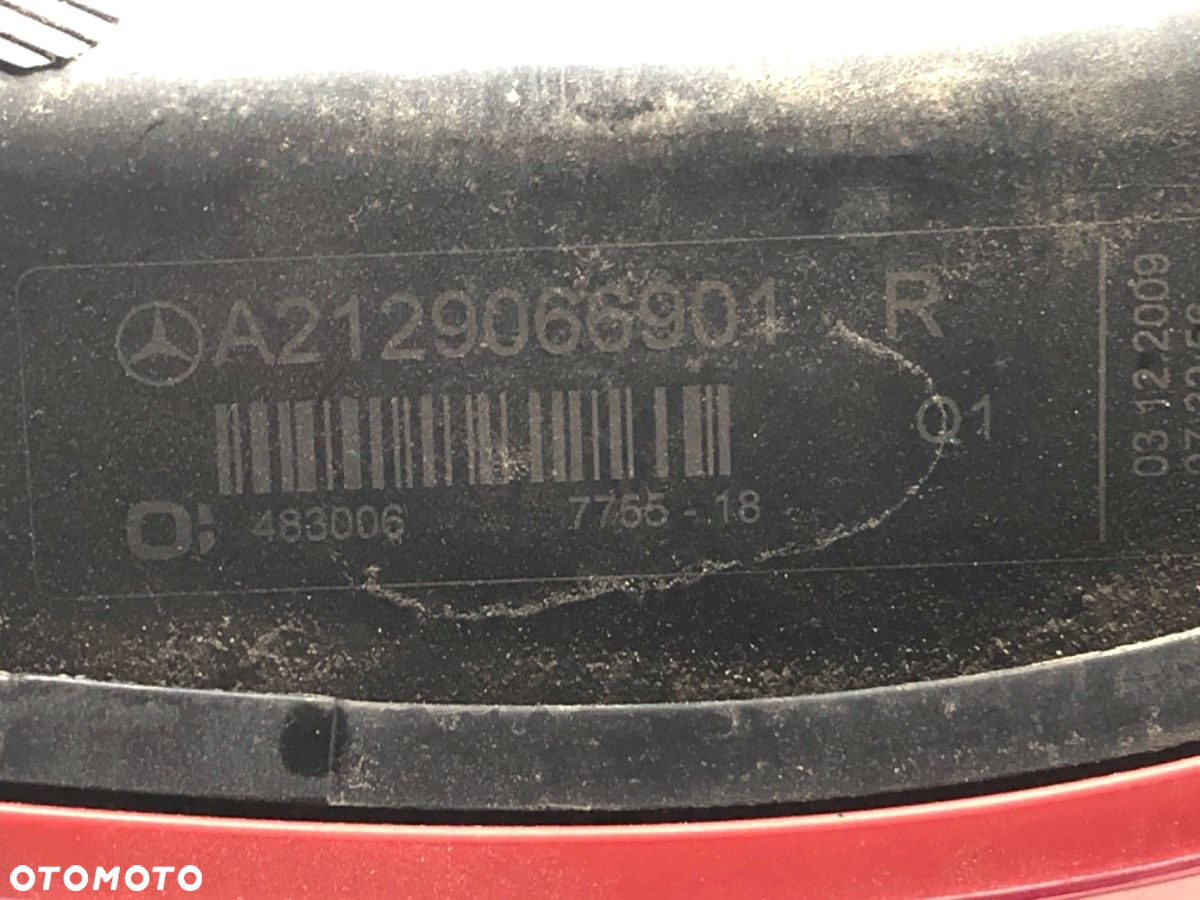 A2129066901 R
Q1
483006 7765 - 18
03.12.2009
OTOMOTO